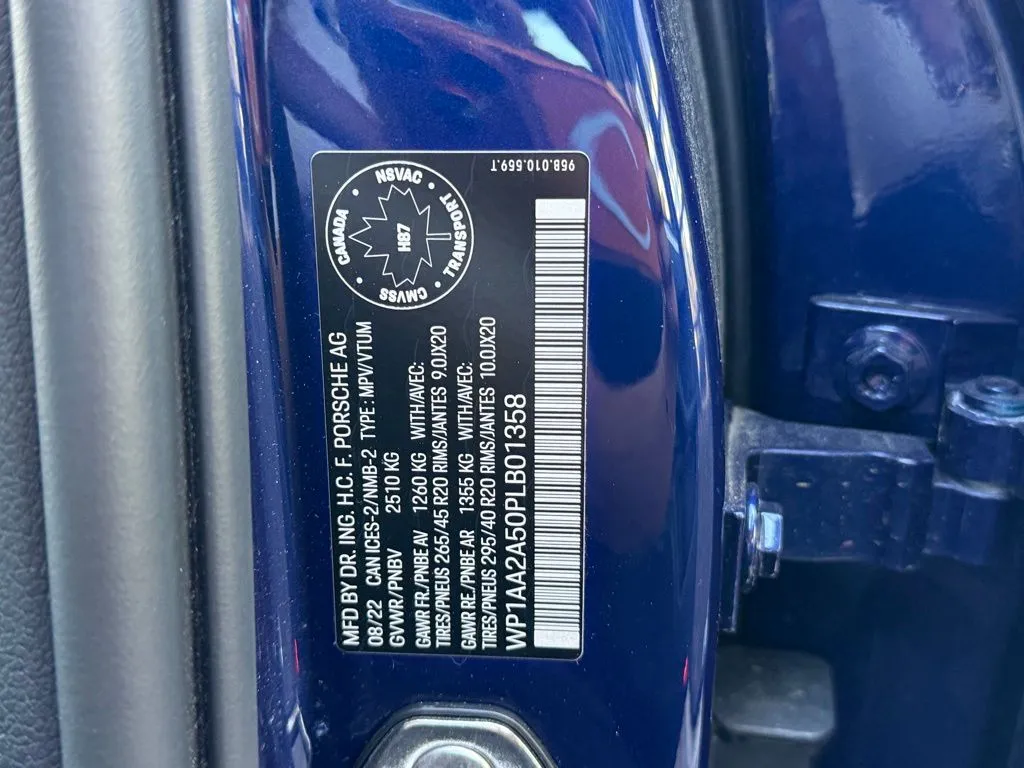 MFD BY DR. ING. H.C. F. PORSCHE AG
08/22 CAN ICES-2/NMB-2 TYPE: MPV/VTUM
GVWR/PNBV 2510 KG
GAWR FR./PNBE AV 1260 KG WITH/AVEC:
TIRES/PNEUS 265/45 R20 RIMS/JANTES 9.0JX20
GAWR RE./PNBE AR 1355 KG WITH/AVEC:
TIRES/PNEUS 295/40 R20 RIMS/JANTES 10.0JX20
WP1AA2A50PLB01358
CANADA
NSVAC
TRANSPORT
CMVSS
H87
958.010.559.T